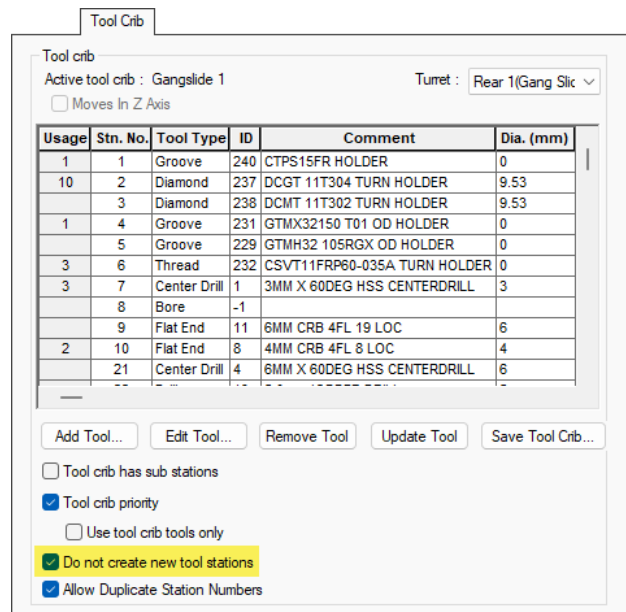 Tool Crib
Tool crib
Active tool crib : Gangslide 1 Turret : Rear 1(Gang Slic
Moves In Z Axis
Usage Stn. No. Tool Type ID Comment Dia. (mm)
1 1 Groove 240 CTPS15FR HOLDER 0
10 2 Diamond 237 DCGT 11T304 TURN HOLDER 9.53
3 Diamond 238 DCMT 11T302 TURN HOLDER 9.53
1 4 Groove 231 GTMX32150 T01 OD HOLDER 0
5 Groove 229 GTMH32 105RGX OD HOLDER 0
3 6 Thread 232 CSVT11FRP60-035A TURN HOLDER 0
3 7 Center Drill 1 3MM X 60DEG HSS CENTERDRILL 3
8 Bore -1
9 Flat End 11 6MM CRB 4FL 19 LOC 6
2 10 Flat End 8 4MM CRB 4FL 8 LOC 4
21 Center Drill 4 6MM X 60DEG HSS CENTERDRILL 6
Add Tool... Edit Tool... Remove Tool Update Tool Save Tool Crib...
Tool crib has sub stations
Tool crib priority
Use tool crib tools only
Do not create new tool stations
Allow Duplicate Station Numbers